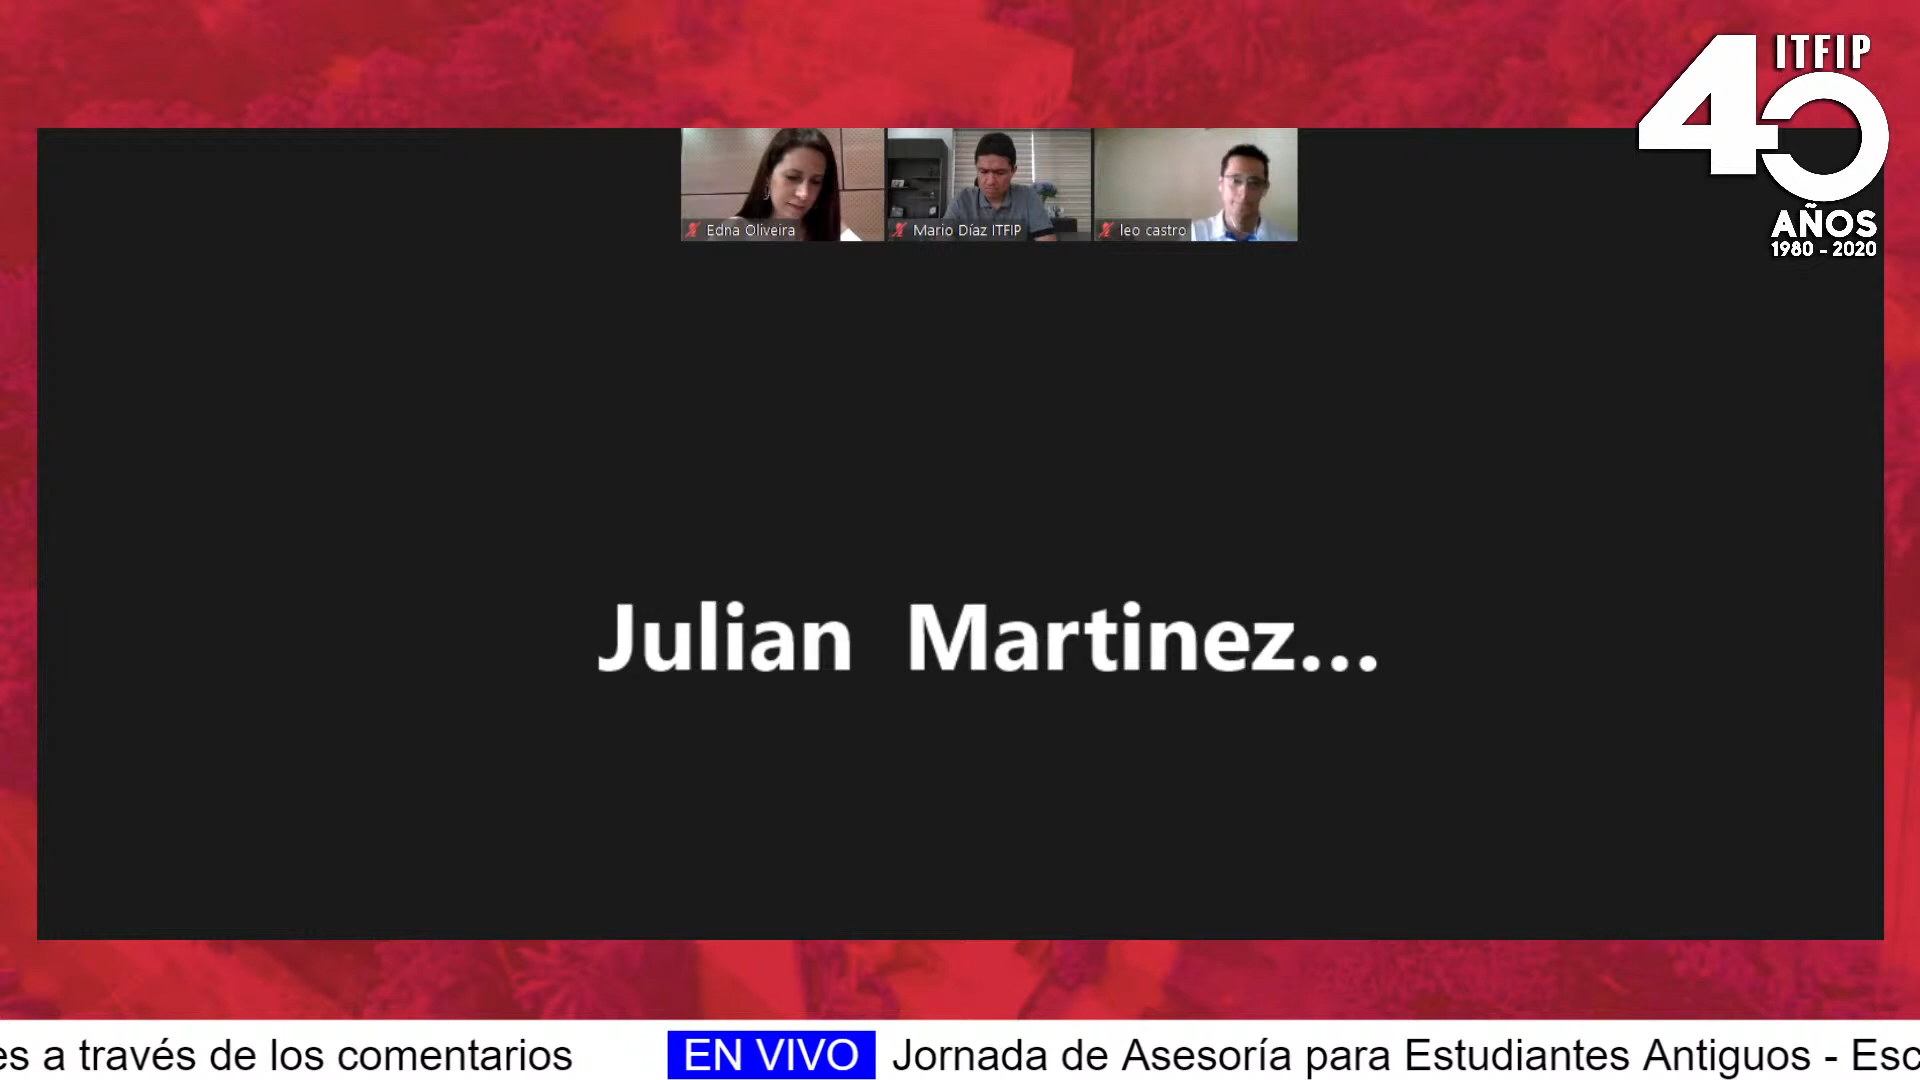 ITFIP
40
AÑOS
1980 - 2020
Edna Oliveira
Mario Díaz ITFIP
leo castro
Julian Martinez...
es a través de los comentarios
EN VIVO
Jornada de Asesoría para Estudiantes Antiguos - Esc